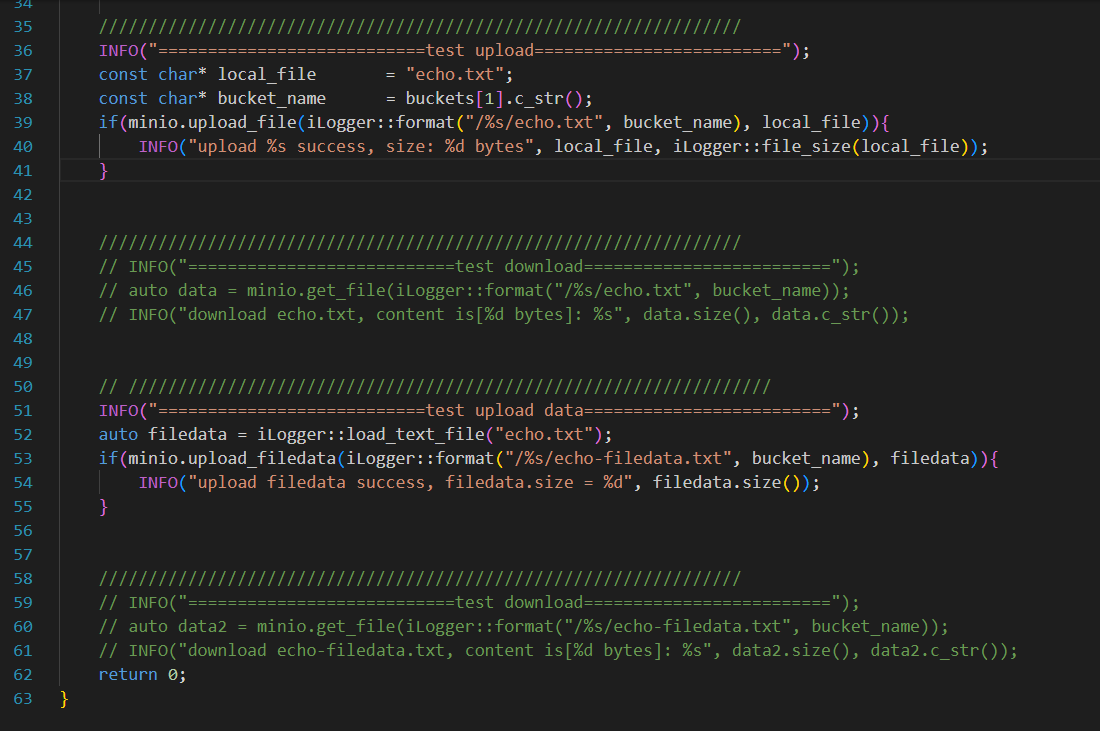 34
35 /////////////////////////////////////////////////////////////////
36 INFO("===========================test upload=========================");
37 const char* local_file       = "echo.txt";
38 const char* bucket_name      = buckets[1].c_str();
39 if(minio.upload_file(iLogger::format("/%s/echo.txt", bucket_name), local_file)){
40     INFO("upload %s success, size: %d bytes", local_file, iLogger::file_size(local_file));
41 }
42
43
44 /////////////////////////////////////////////////////////////////
45 // INFO("===========================test download=========================");
46 // auto data = minio.get_file(iLogger::format("/%s/echo.txt", bucket_name));
47 // INFO("download echo.txt, content is[%d bytes]: %s", data.size(), data.c_str());
48
49
50 // /////////////////////////////////////////////////////////////////
51 INFO("===========================test upload data=========================");
52 auto filedata = iLogger::load_text_file("echo.txt");
53 if(minio.upload_filedata(iLogger::format("/%s/echo-filedata.txt", bucket_name), filedata)){
54     INFO("upload filedata success, filedata.size = %d", filedata.size());
55 }
56
57
58 /////////////////////////////////////////////////////////////////
59 // INFO("===========================test download=========================");
60 // auto data2 = minio.get_file(iLogger::format("/%s/echo-filedata.txt", bucket_name));
61 // INFO("download echo-filedata.txt, content is[%d bytes]: %s", data2.size(), data2.c_str());
62 return 0;
63 }